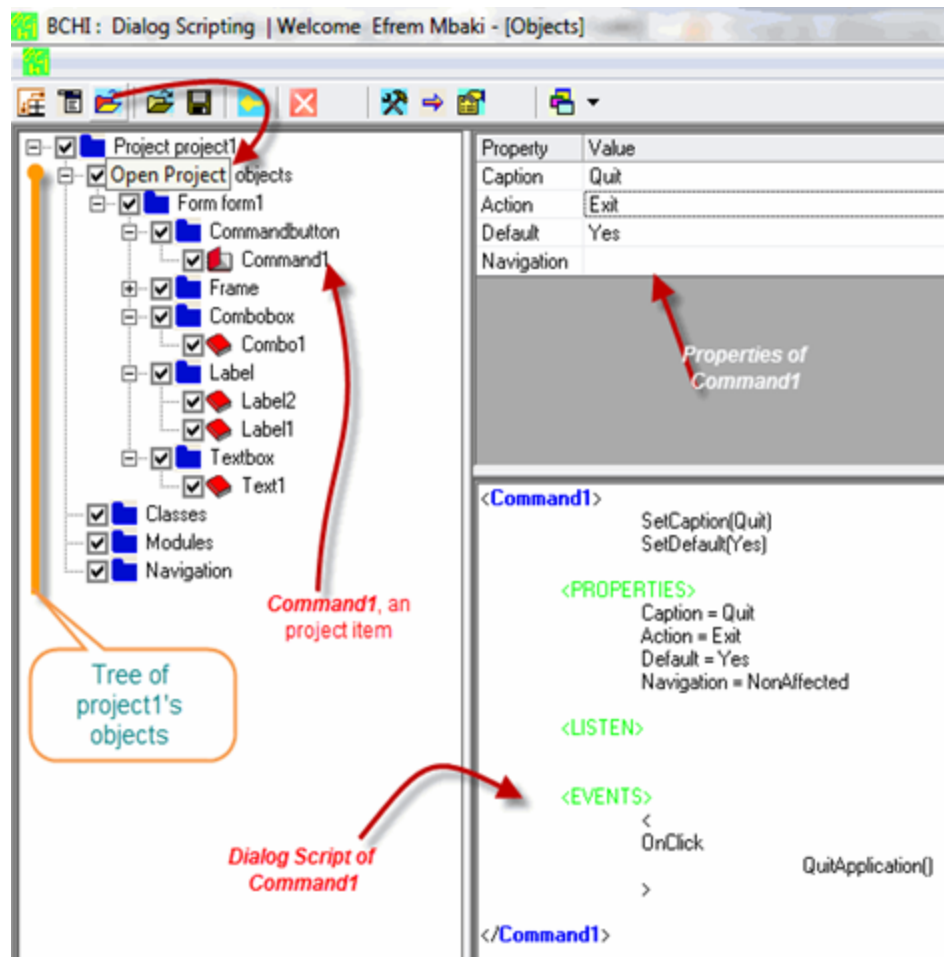 BCHI : Dialog Scripting | Welcome Efrem Mbaki - [Objects]
Project project1
Open Project objects
Form form1
Commandbutton
Command1
Frame
Combobox
Combo1
Label
Label2
Label1
Textbox
Text1
Classes
Modules
Navigation
Command1, an
project item
Tree of
project1's
objects
Dialog Script of
Command1
Property Value
Caption Quit
Action Exit
Default Yes
Navigation
Properties of
Command1
<Command1>
SetCaption(Quit)
SetDefault(Yes)
<PROPERTIES>
Caption = Quit
Action = Exit
Default = Yes
Navigation = NonAffected
<LISTEN>
<EVENTS>
<
OnClick
QuitApplication()
>
</Command1>